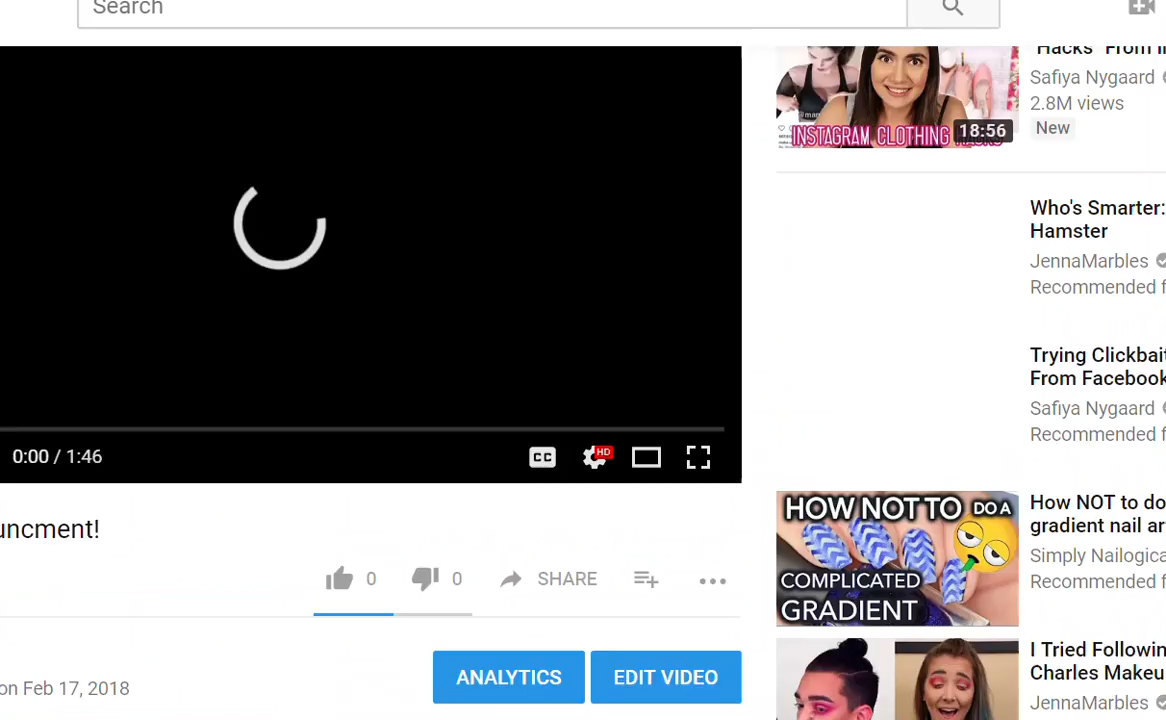 Search
0:00 / 1:46
CC
HD
uncment!
0
0
SHARE
on Feb 17, 2018
ANALYTICS
EDIT VIDEO
"Hacks" From I
Safiya Nygaard
2.8M views
New
INSTAGRAM CLOTHING HACKS
18:56
Who's Smarter:
Hamster
JennaMarbles
Recommended f
Trying Clickbait
From Facebook
Safiya Nygaard
Recommended f
HOW NOT TO DO A
COMPLICATED
GRADIENT
How NOT to do
gradient nail ar
Simply Nailogica
Recommended f
I Tried Followin
Charles Makeu
JennaMarbles